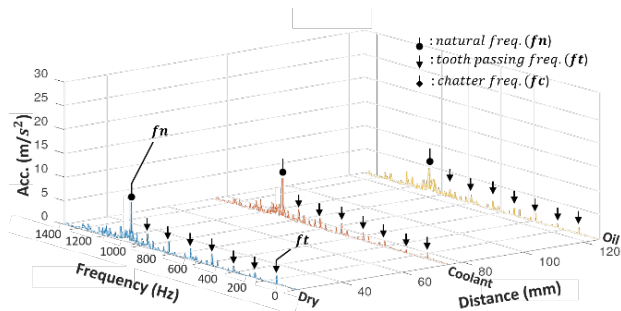 : natural freq. (fn)
: tooth passing freq. (ft)
: chatter freq. (fc)
30
25
20
15
10
5
0
Acc. (m/s²)
fn
ft
1400
1200
1000
800
600
400
200
0
Frequency (Hz)
Dry
Coolant
Oil
40
60
80
100
120
Distance (mm)